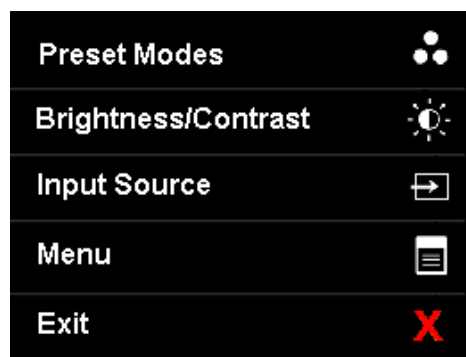 Preset Modes
Brightness/Contrast
Input Source
Menu
Exit